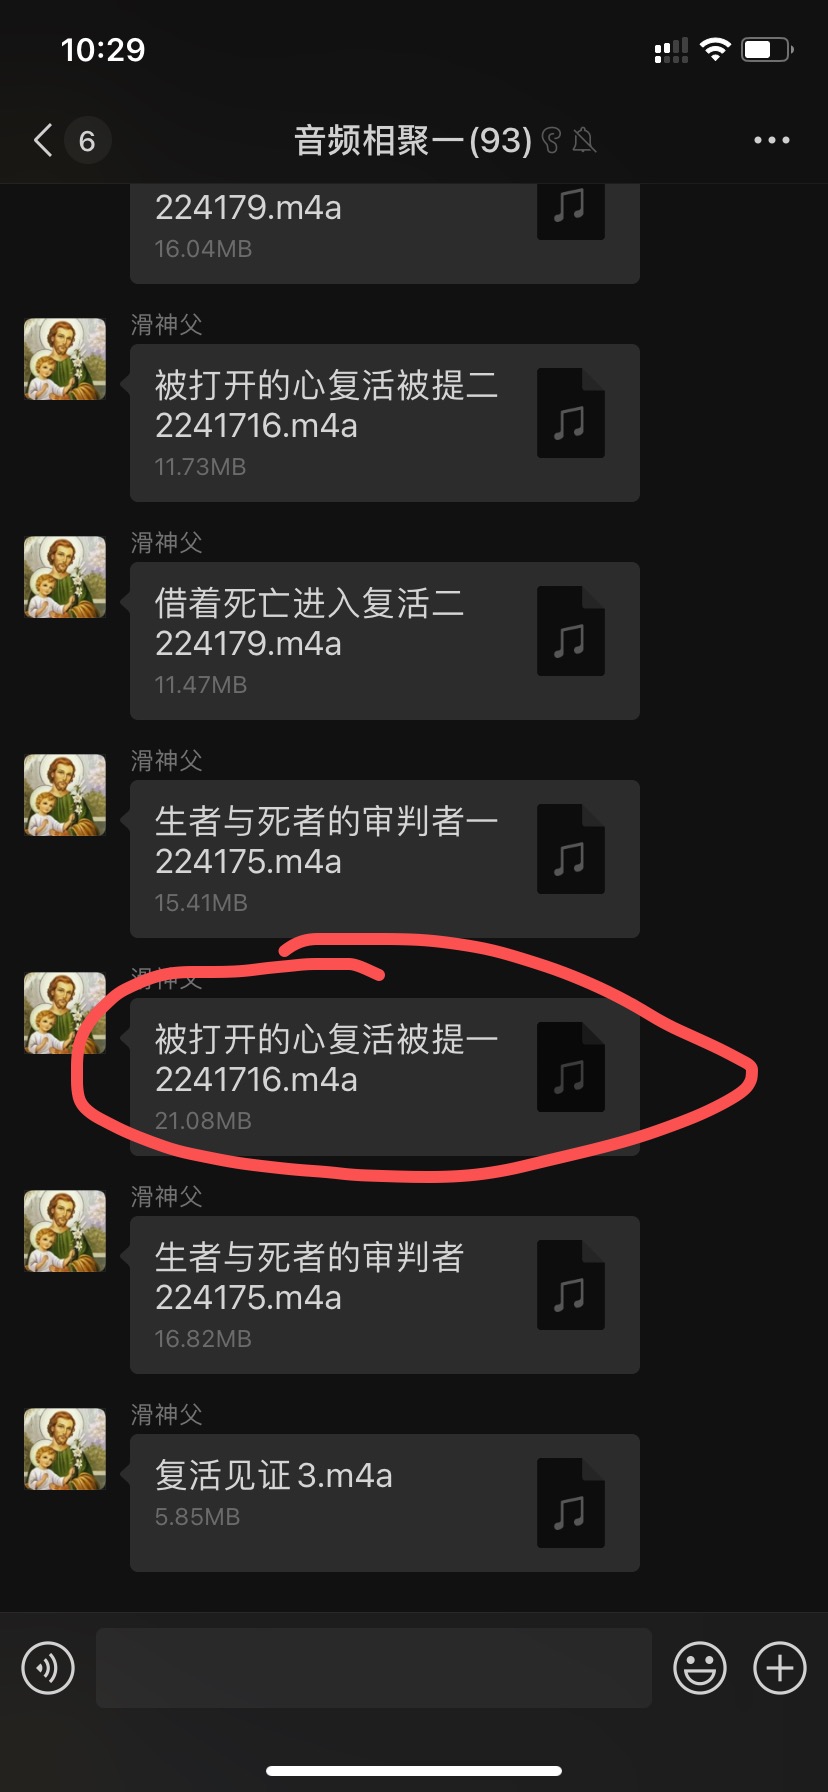 10:29
6
音频相聚一(93)
224179.m4a
16.04MB
滑神父
被打开的心复活被提二
2241716.m4a
11.73MB
滑神父
借着死亡进入复活二
224179.m4a
11.47MB
滑神父
生者与死者的审判者一
224175.m4a
15.41MB
滑神父
被打开的心复活被提一
2241716.m4a
21.08MB
滑神父
生者与死者的审判者
224175.m4a
16.82MB
滑神父
复活见证3.m4a
5.85MB